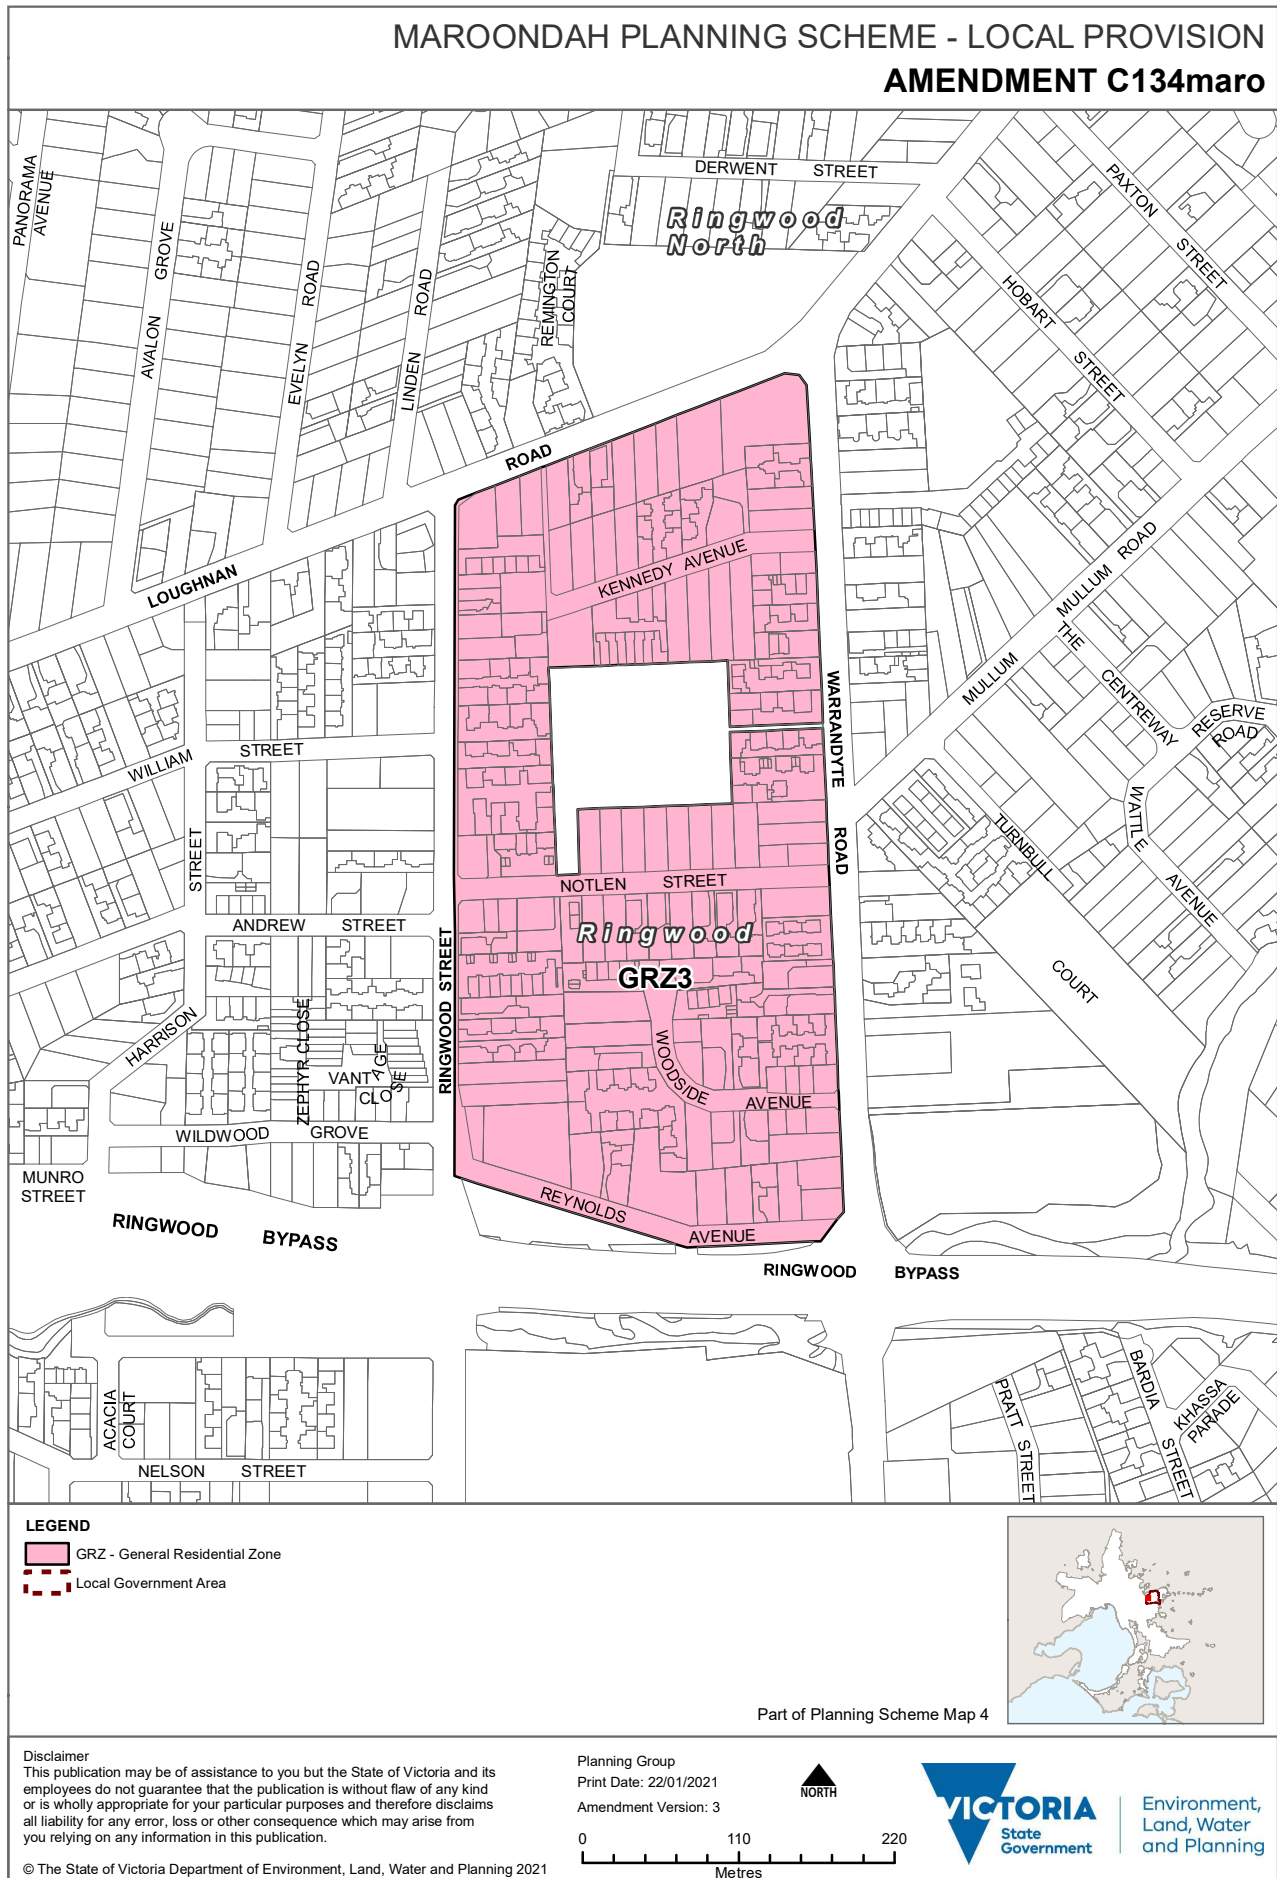 MAROONDAH PLANNING SCHEME - LOCAL PROVISION
AMENDMENT C134maro
PANORAMA
AVENUE
AVALON GROVE
EVELYN ROAD
LINDEN ROAD
REMINGTON
COURT
DERWENT STREET
Ringwood
North
PAXTON STREET
HOBART STREET
LOUGHNAN ROAD
KENNEDY AVENUE
MULLUM MULLUM ROAD
THE CENTREWAY
RESERVE
ROAD
WARRANDYTE ROAD
WATTLE AVENUE
TURNBULL COURT
WILLIAM STREET
HARRISON STREET
ANDREW STREET
NOTLEN STREET
Ringwood
GRZ3
RINGWOOD STREET
ZEPHYR CLOSE
VANTAGE
CLOSE
WOODSIDE AVENUE
WILDWOOD GROVE
MUNRO
STREET
REYNOLDS AVENUE
RINGWOOD BYPASS
RINGWOOD BYPASS
ACACIA
COURT
NELSON STREET
PRATT STREET
BARDIA STREET
KHASSA
PARADE
LEGEND
GRZ - General Residential Zone
Local Government Area
Part of Planning Scheme Map 4
Disclaimer
This publication may be of assistance to you but the State of Victoria and its
employees do not guarantee that the publication is without flaw of any kind
or is wholly appropriate for your particular purposes and therefore disclaims
all liability for any error, loss or other consequence which may arise from
you relying on any information in this publication.
© The State of Victoria Department of Environment, Land, Water and Planning 2021
Planning Group
Print Date: 22/01/2021
Amendment Version: 3
NORTH
0 110 220
Metres
VICTORIA
State
Government
Environment,
Land, Water
and Planning